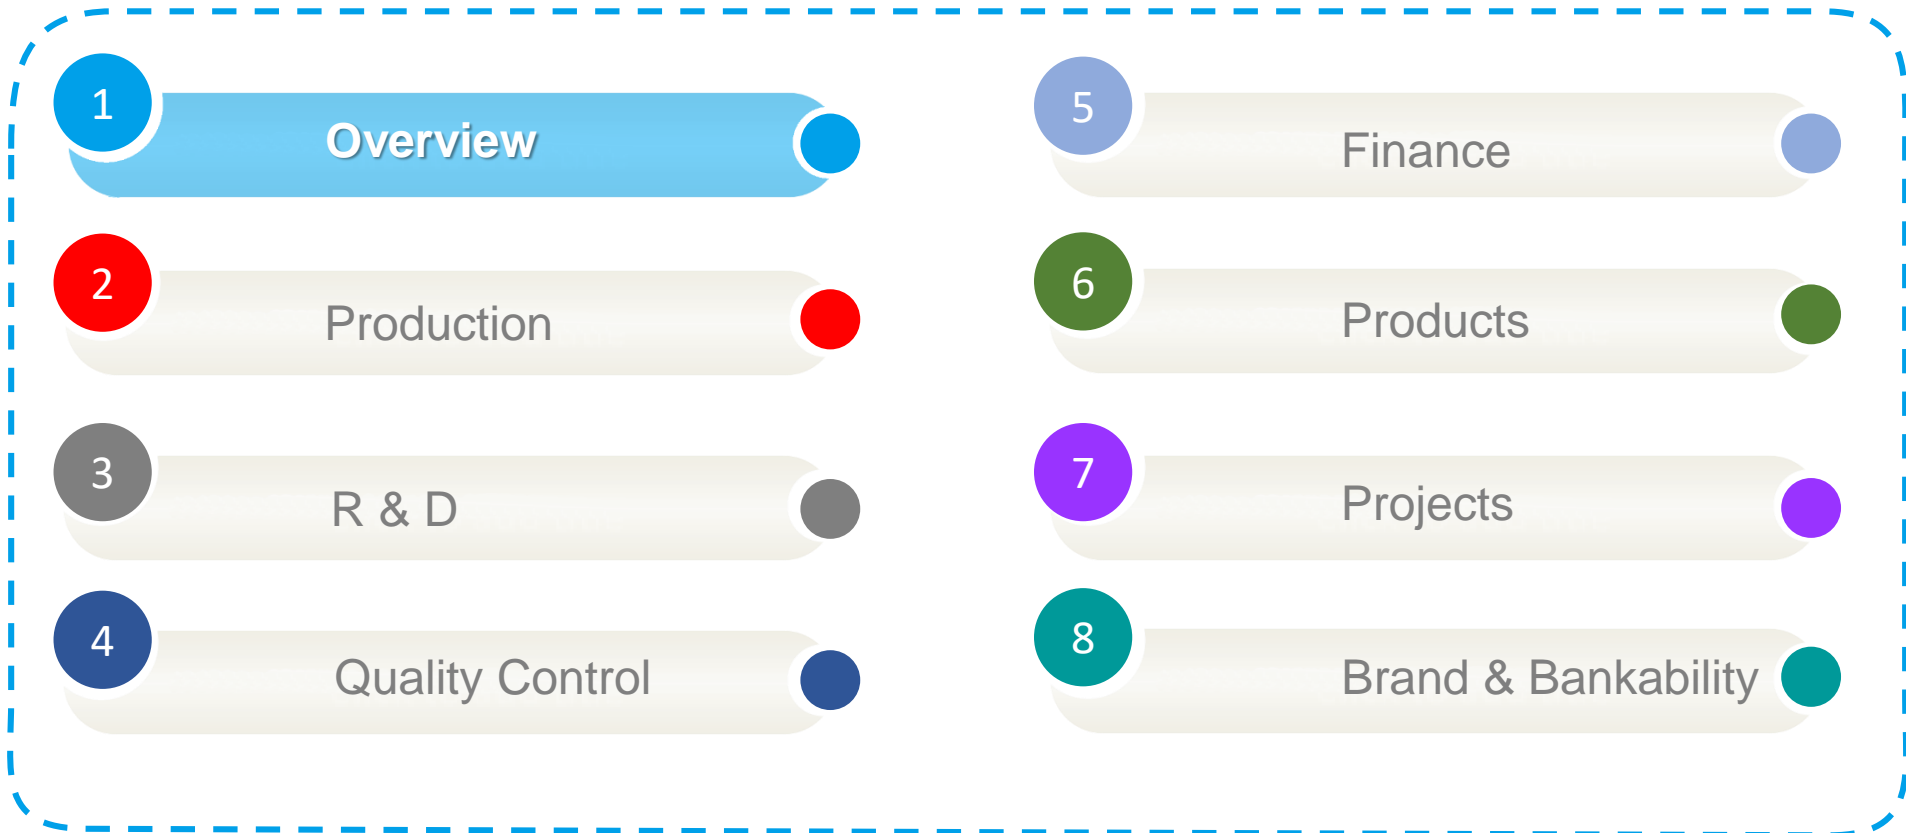 1
Overview
2
Production
3
R & D
4
Quality Control
5
Finance
6
Products
7
Projects
8
Brand & Bankability